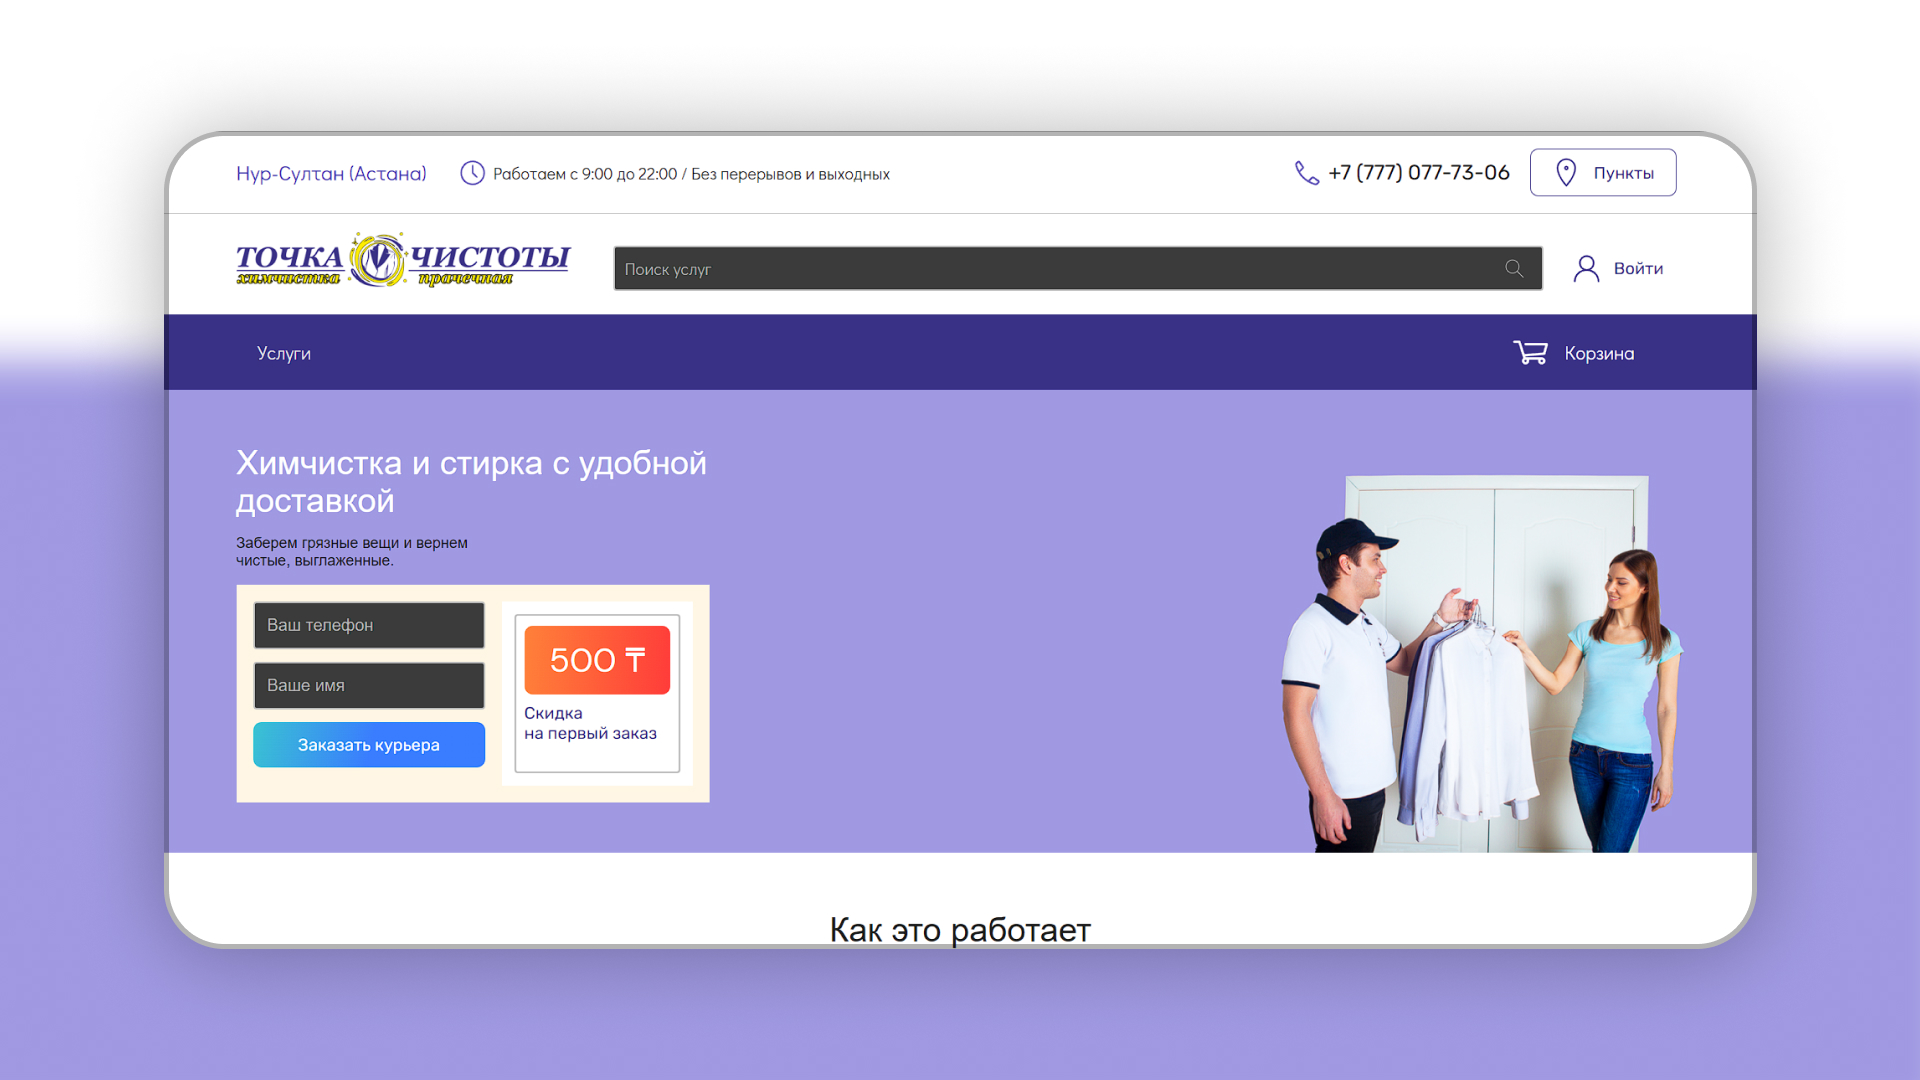 Нур-Султан (Астана)
Работаем с 9:00 до 22:00 / Без перерывов и выходных
+7 (777) 077-73-06
Пункты
ТОЧКА ЧИСТОТЫ
химчистка прачечная
Поиск услуг
Войти
Услуги
Корзина
Химчистка и стирка с удобной
доставкой
Заберем грязные вещи и вернем
чистые, выглаженные.
Ваш телефон
Ваше имя
Заказать курьера
500 ₸
Скидка
на первый заказ
Как это работает